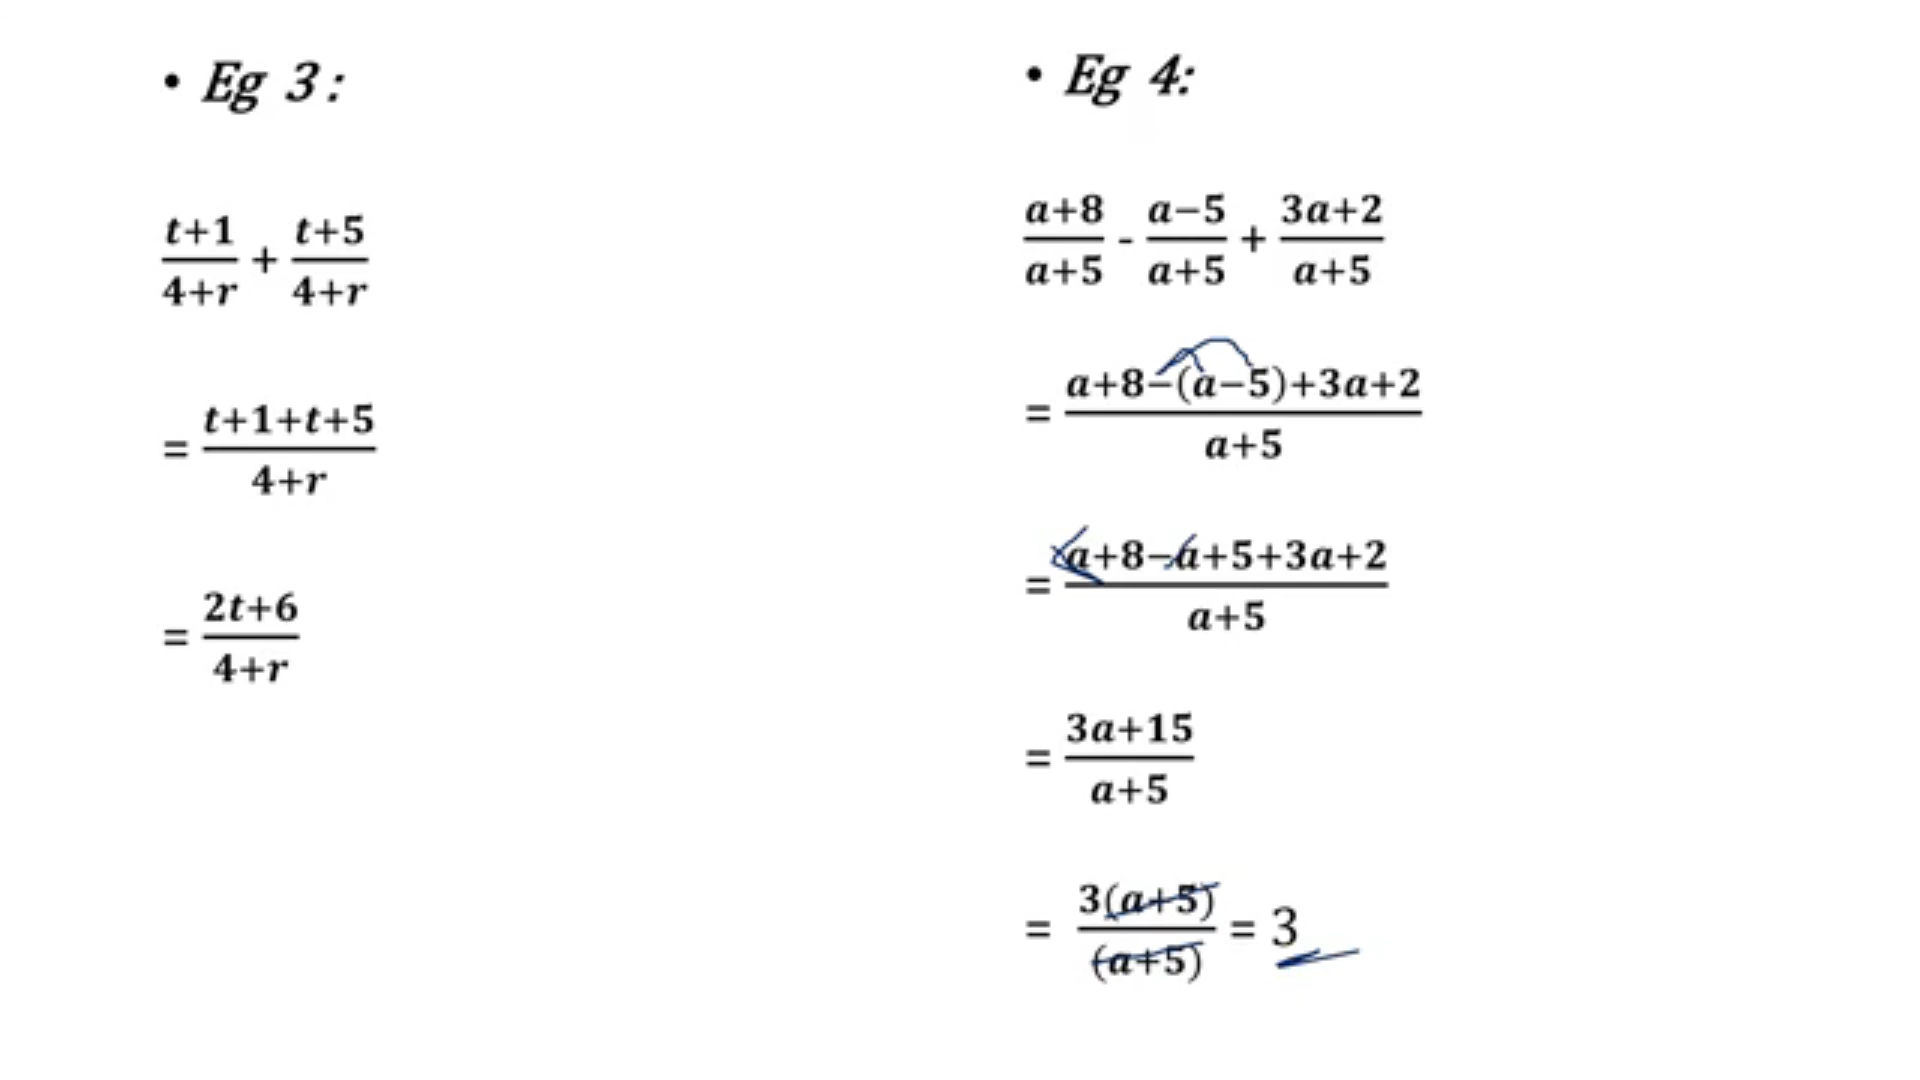 • Eg 3:
(t+1)/(4+r) + (t+5)/(4+r)
= (t+1+t+5)/(4+r)
= (2t+6)/(4+r)
• Eg 4:
(a+8)/(a+5) - (a−5)/(a+5) + (3a+2)/(a+5)
= (a+8−(a−5)+3a+2)/(a+5)
= (a+8−a+5+3a+2)/(a+5)
= (3a+15)/(a+5)
= 3(a+5)/(a+5) = 3